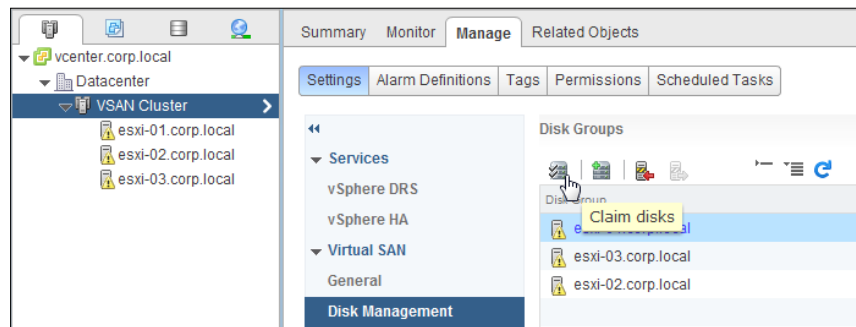 Summary Monitor Manage Related Objects
vcenter.corp.local
Datacenter
VSAN Cluster
esxi-01.corp.local
esxi-02.corp.local
esxi-03.corp.local
Settings Alarm Definitions Tags Permissions Scheduled Tasks
Services
vSphere DRS
vSphere HA
Virtual SAN
General
Disk Management
Disk Groups
Disk Group
Claim disks
esxi-03.corp.local
esxi-02.corp.local